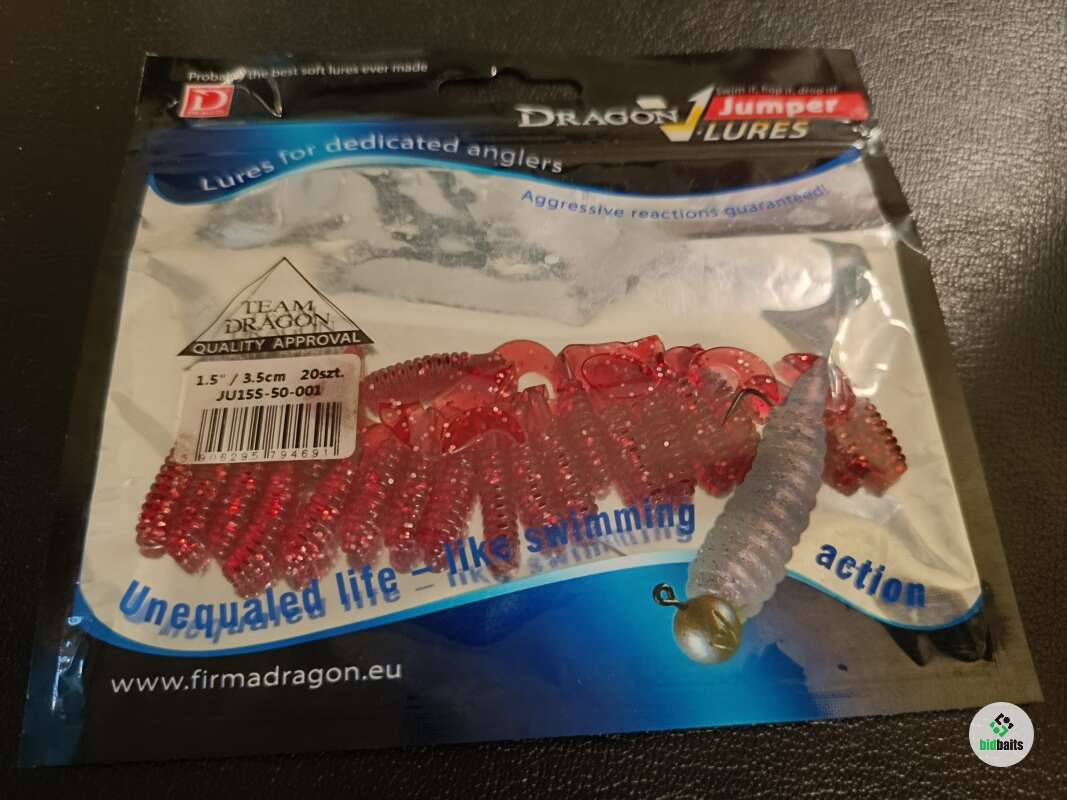 Probably the best soft lures ever made
D
DRAGON
Swim it, hop it, drop it!
Jumper
LURES
Lures for dedicated anglers
Aggressive reactions guaranteed!
TEAM
DRAGON
QUALITY APPROVAL
1.5" / 3.5cm 20szt.
JU15S-50-001
5906295794691
Unequaled life – like swimming action
www.firmadragon.eu
bidbaits